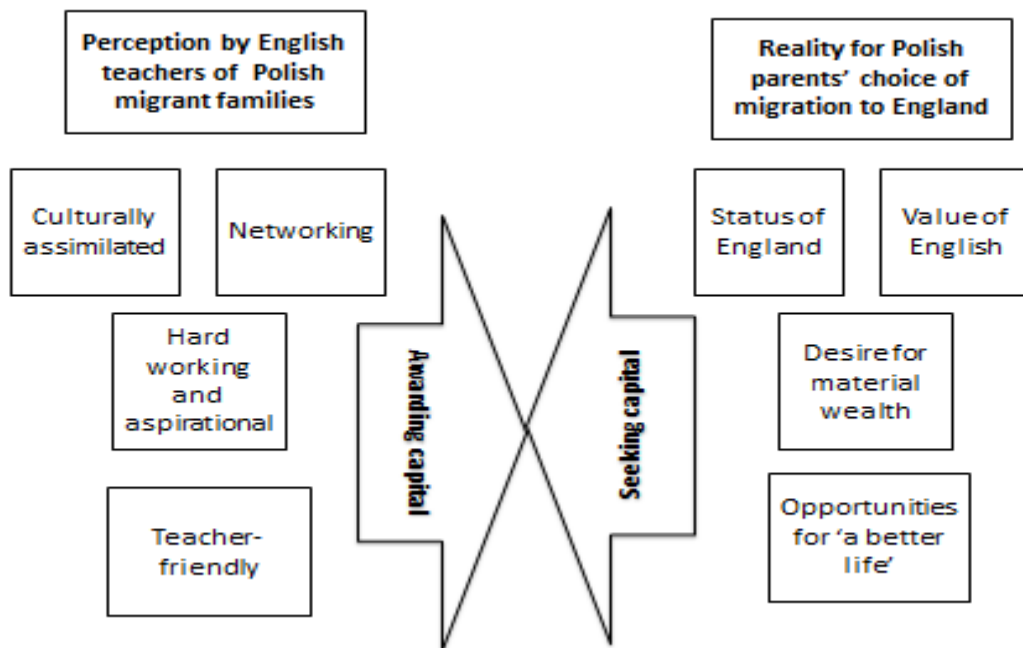 Perception by English
teachers of Polish
migrant families
Reality for Polish
parents’ choice of
migration to England
Culturally
assimilated
Networking
Status of
England
Value of
English
Hard
working
and
aspirational
Awarding capital
Seeking capital
Desire for
material
wealth
Teacher-
friendly
Opportunities
for ‘a better
life’